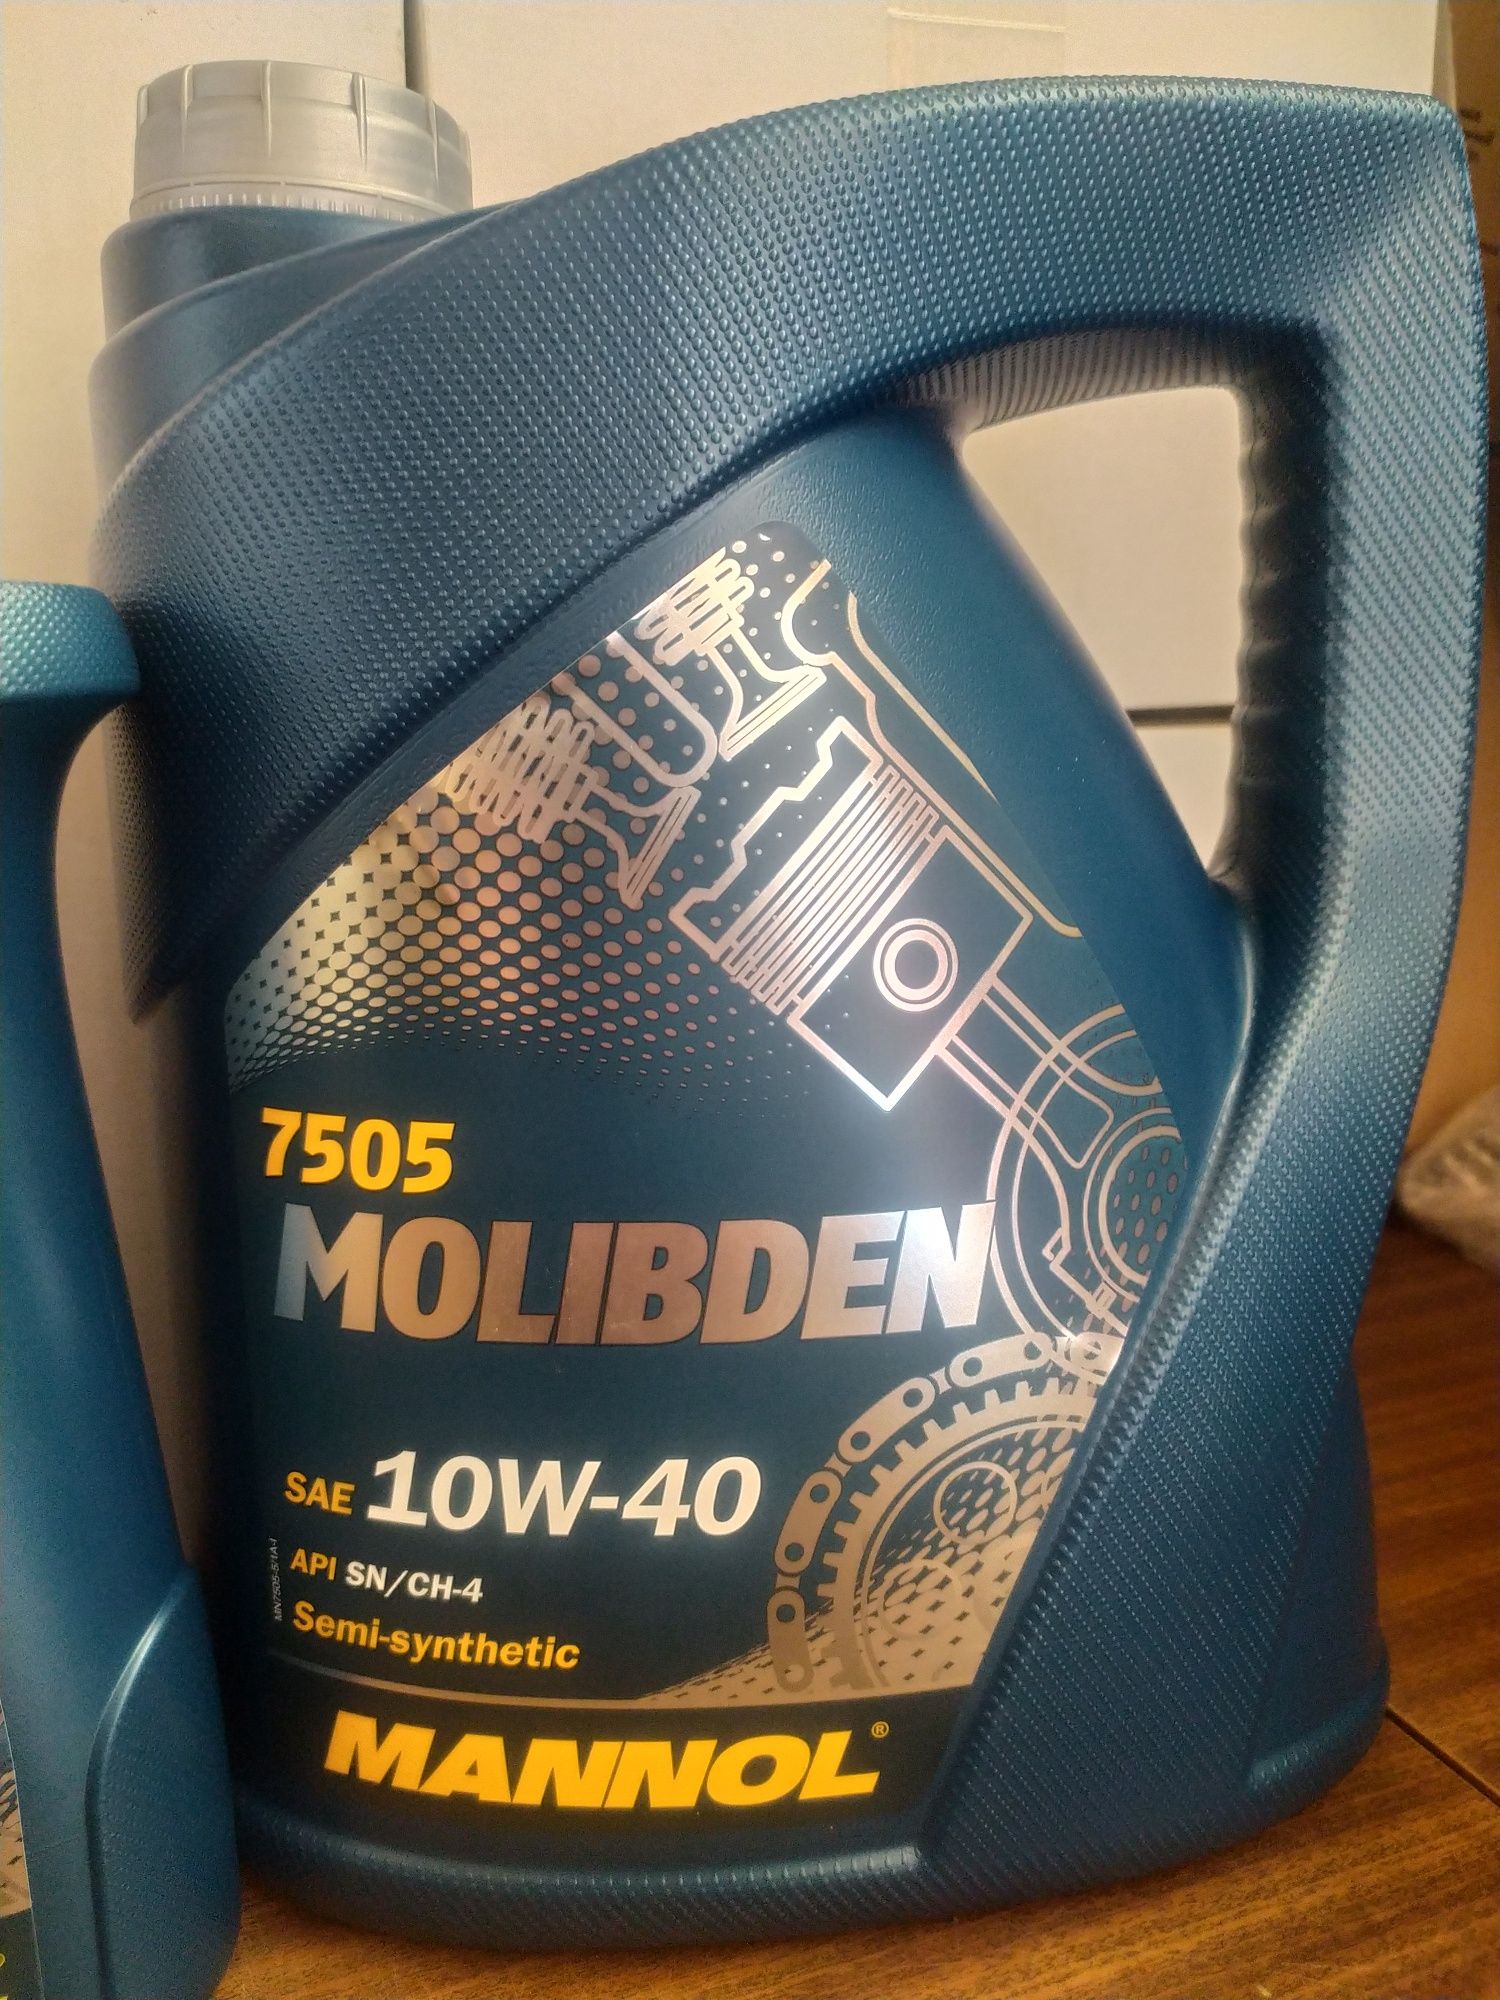 7505
MOLIBDEN
SAE 10W-40
API SN/CH-4
Semi-synthetic
MANNOL®